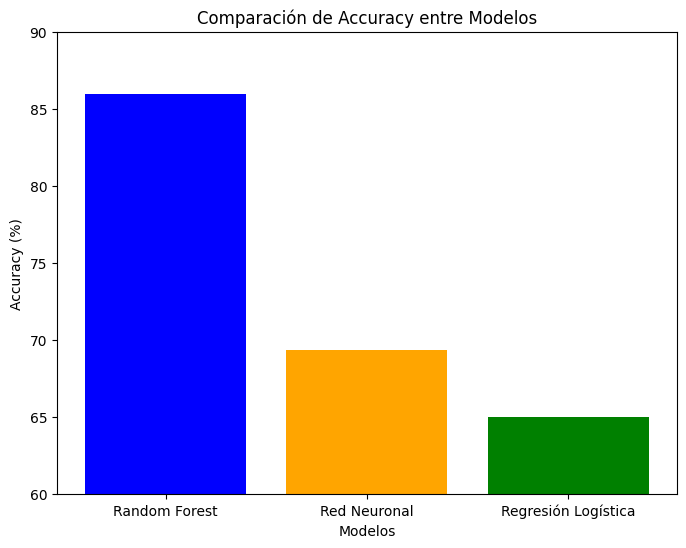 Comparación de Accuracy entre Modelos
Accuracy (%)
90
85
80
75
70
65
60
Random Forest
Red Neuronal
Regresión Logística
Modelos